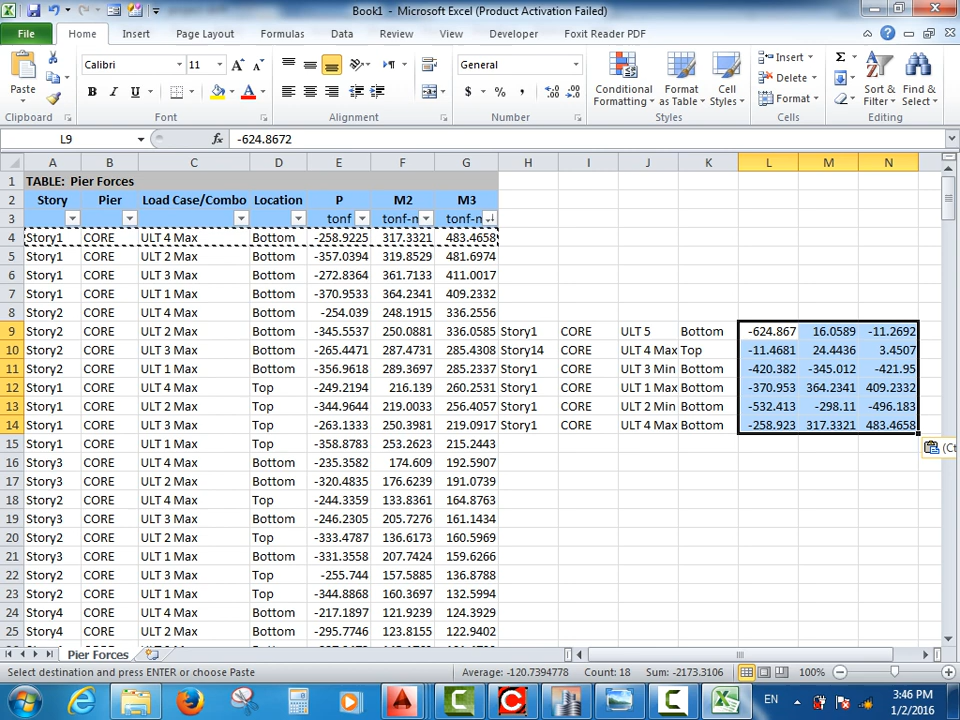 Book1 - Microsoft Excel (Product Activation Failed)
File Home Insert Page Layout Formulas Data Review View Developer Foxit Reader PDF
Paste
Calibri 11
B I U
General
$ % ,
Conditional Formatting
Format as Table
Cell Styles
Insert
Delete
Format
Sort & Filter
Find & Select
Clipboard Font Alignment Number Styles Cells Editing
L9 fx -624.8672
A B C D E F G H I J K L M N
1 TABLE: Pier Forces
2 Story Pier Load Case/Combo Location P M2 M3
3 tonf tonf-m tonf-m
4 Story1 CORE ULT 4 Max Bottom -258.9225 317.3321 483.4658
5 Story1 CORE ULT 2 Max Bottom -357.0394 319.8529 481.6974
6 Story1 CORE ULT 3 Max Bottom -272.8364 361.7133 411.0017
7 Story1 CORE ULT 1 Max Bottom -370.9533 364.2341 409.2332
8 Story2 CORE ULT 4 Max Bottom -254.039 248.1915 336.2556
9 Story2 CORE ULT 2 Max Bottom -345.5537 250.0881 336.0585 Story1 CORE ULT 5 Bottom -624.867 16.0589 -11.2692
10 Story2 CORE ULT 3 Max Bottom -265.4471 287.4731 285.4308 Story14 CORE ULT 4 Max Top -11.4681 24.4436 3.4507
11 Story2 CORE ULT 1 Max Bottom -356.9618 289.3697 285.2337 Story1 CORE ULT 3 Min Bottom -420.382 -345.012 -421.95
12 Story1 CORE ULT 4 Max Top -249.2194 216.139 260.2531 Story1 CORE ULT 1 Max Bottom -370.953 364.2341 409.2332
13 Story1 CORE ULT 2 Max Top -344.9644 219.0033 256.4057 Story1 CORE ULT 2 Min Bottom -532.413 -298.11 -496.183
14 Story1 CORE ULT 3 Max Top -263.1333 250.3981 219.0917 Story1 CORE ULT 4 Max Bottom -258.923 317.3321 483.4658
15 Story1 CORE ULT 1 Max Top -358.8783 253.2623 215.2443
16 Story3 CORE ULT 4 Max Bottom -235.3582 174.609 192.5907
17 Story3 CORE ULT 2 Max Bottom -320.4835 176.6239 191.0739
18 Story2 CORE ULT 4 Max Top -244.3359 133.8361 164.8763
19 Story3 CORE ULT 3 Max Bottom -246.2305 205.7276 161.1434
20 Story2 CORE ULT 2 Max Top -333.4787 136.6173 160.5969
21 Story3 CORE ULT 1 Max Bottom -331.3558 207.7424 159.6266
22 Story2 CORE ULT 3 Max Top -255.744 157.5885 136.8788
23 Story2 CORE ULT 1 Max Top -344.8868 160.3697 132.5994
24 Story4 CORE ULT 4 Max Bottom -217.1897 121.9239 124.3929
25 Story4 CORE ULT 2 Max Bottom -295.7746 123.8155 122.9402
Pier Forces
Select destination and press ENTER or choose Paste Average: -120.7394778 Count: 18 Sum: -2173.3106 100%
EN 3:46 PM
1/2/2016